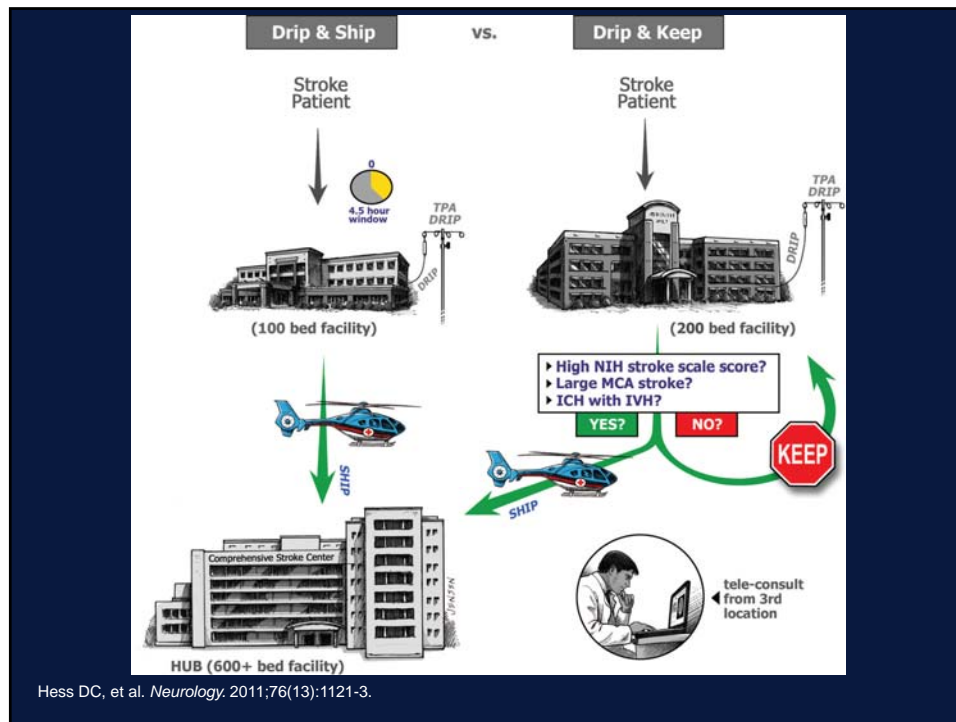 Drip & Ship
vs.
Drip & Keep
Stroke
Patient
0
4.5 hour
window
TPA
DRIP
DRIP
(100 bed facility)
SHIP
Stroke
Patient
TPA
DRIP
DRIP
(200 bed facility)
High NIH stroke scale score?
Large MCA stroke?
ICH with IVH?
YES?
NO?
KEEP
SHIP
Comprehensive Stroke Center
JENSEN
HUB (600+ bed facility)
tele-consult
from 3rd
location
Hess DC, et al. Neurology. 2011;76(13):1121-3.